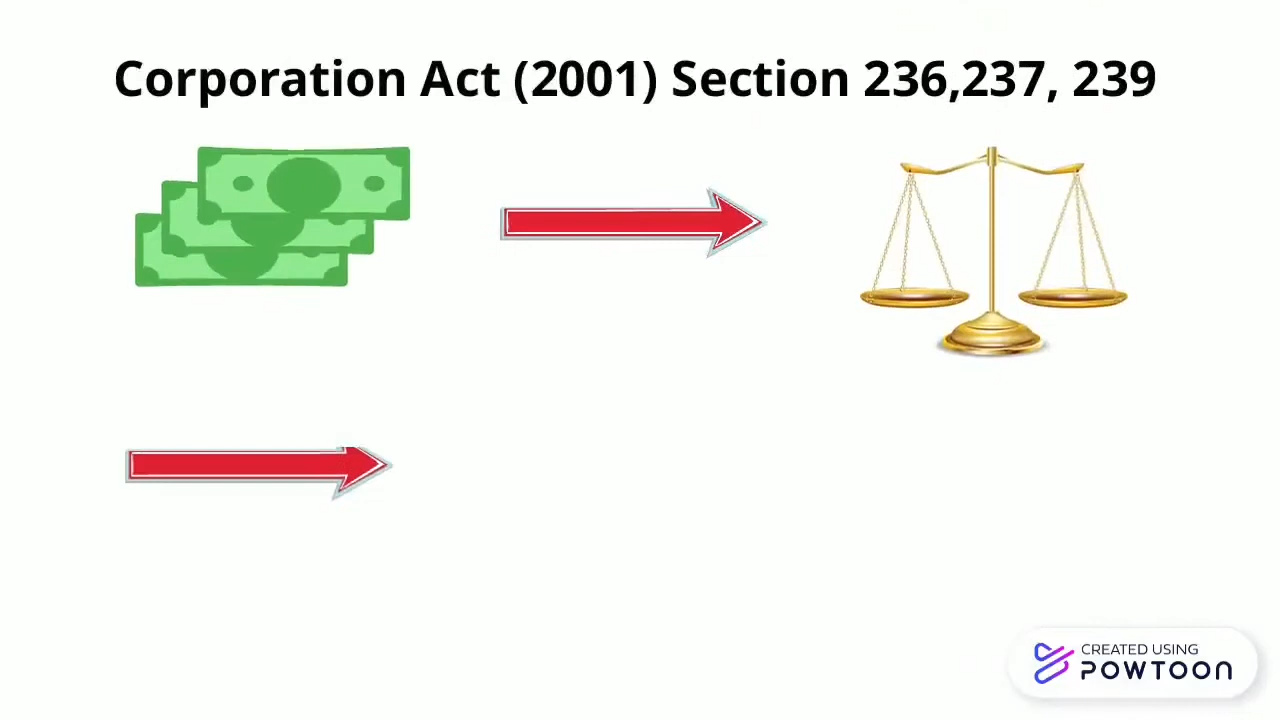 Corporation Act (2001) Section 236,237, 239
CREATED USING
POWTOON